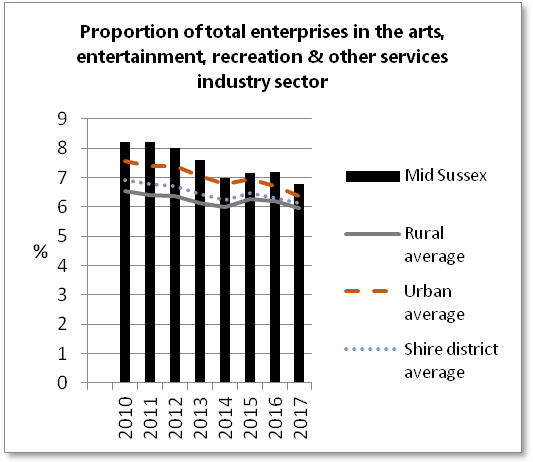 Proportion of total enterprises in the arts,
entertainment, recreation & other services
industry sector
9
8
7
6
5
4
3
2
1
0
%
2010
2011
2012
2013
2014
2015
2016
2017
Mid Sussex
Rural
average
Urban
average
Shire district
average